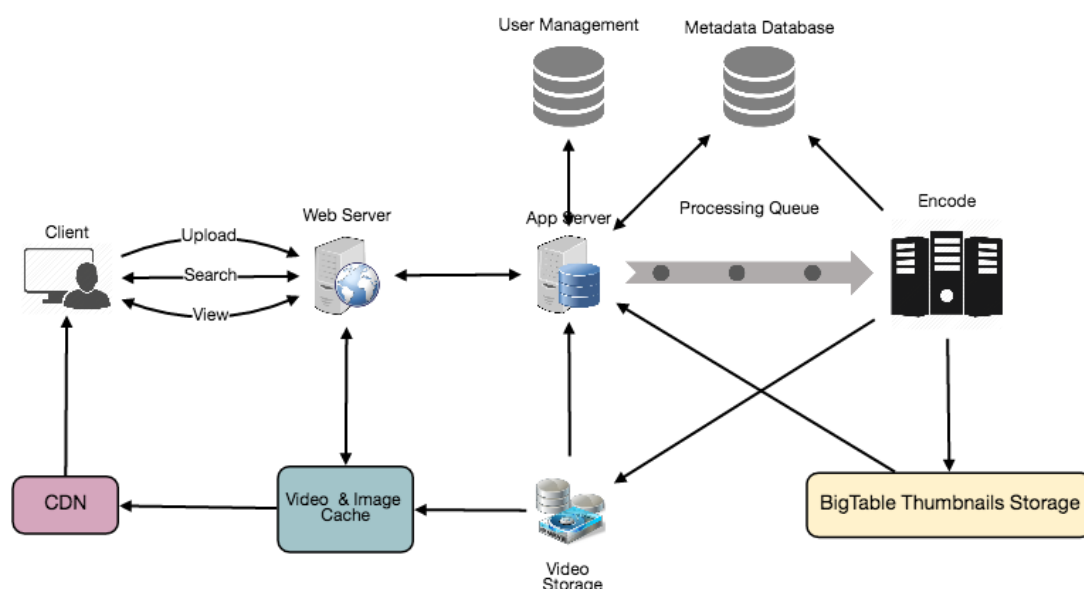 User Management
Metadata Database
Client
Upload
Search
View
Web Server
App Server
Processing Queue
Encode
CDN
Video & Image
Cache
Video
Storage
BigTable Thumbnails Storage